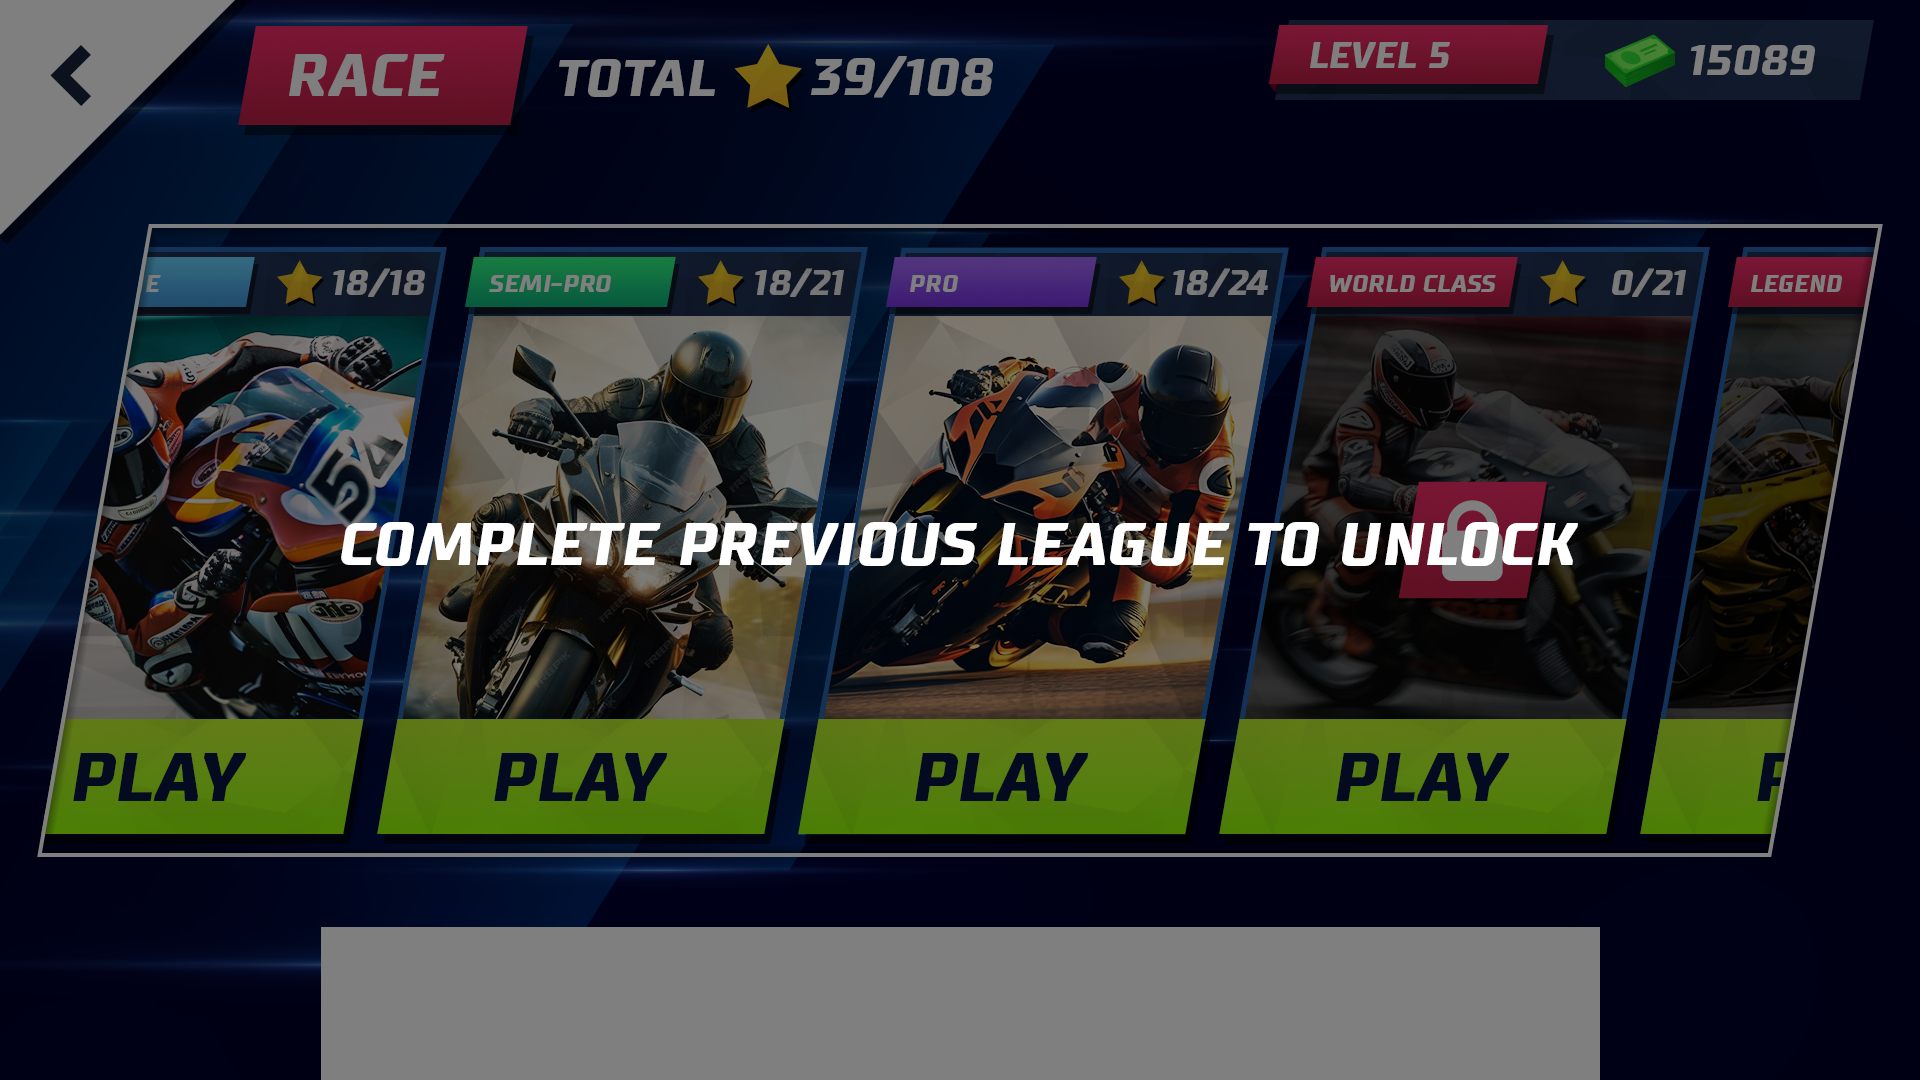 RACE
TOTAL 39/108
LEVEL 5
15089
E
18/18
SEMI-PRO
18/21
PRO
18/24
WORLD CLASS
0/21
LEGEND
54
COMPLETE PREVIOUS LEAGUE TO UNLOCK
PLAY
PLAY
PLAY
PLAY
P